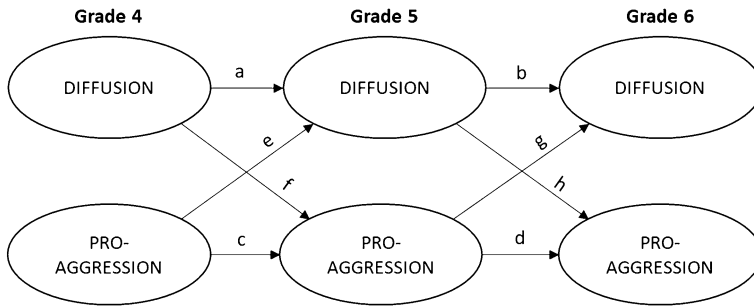 Grade 4 Grade 5 Grade 6
a b
DIFFUSION DIFFUSION DIFFUSION
e g
f h
c d
PRO- PRO- PRO-
AGGRESSION AGGRESSION AGGRESSION